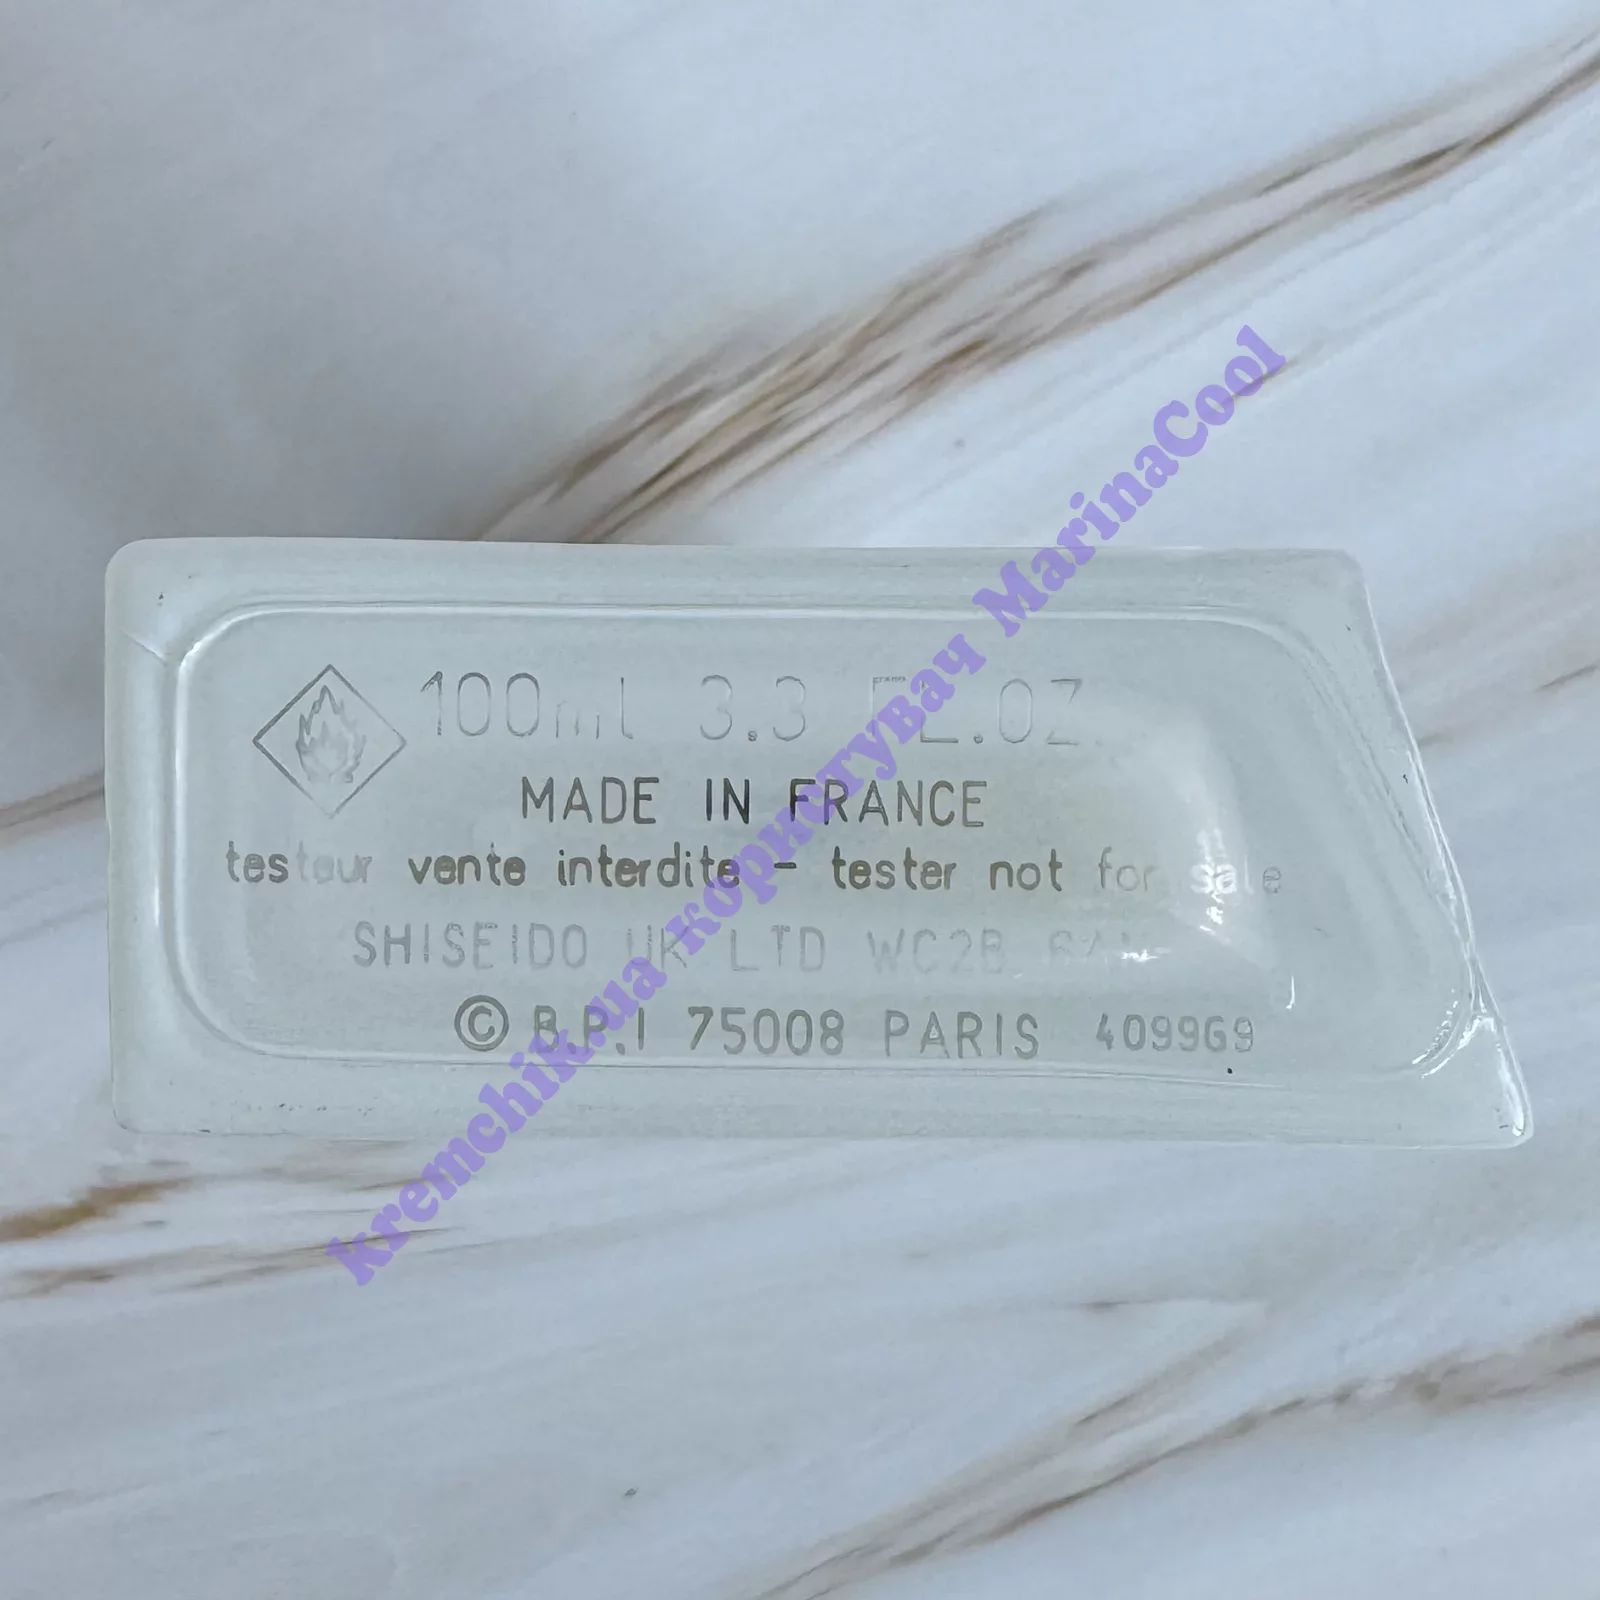 100ml 3.3 FL.OZ.
MADE IN FRANCE
testeur vente interdite - tester not for sale
SHISEIDO UK LTD WC2B
© B.P.I 75008 PARIS 409969
kremchik.ua користувач MarinaCool